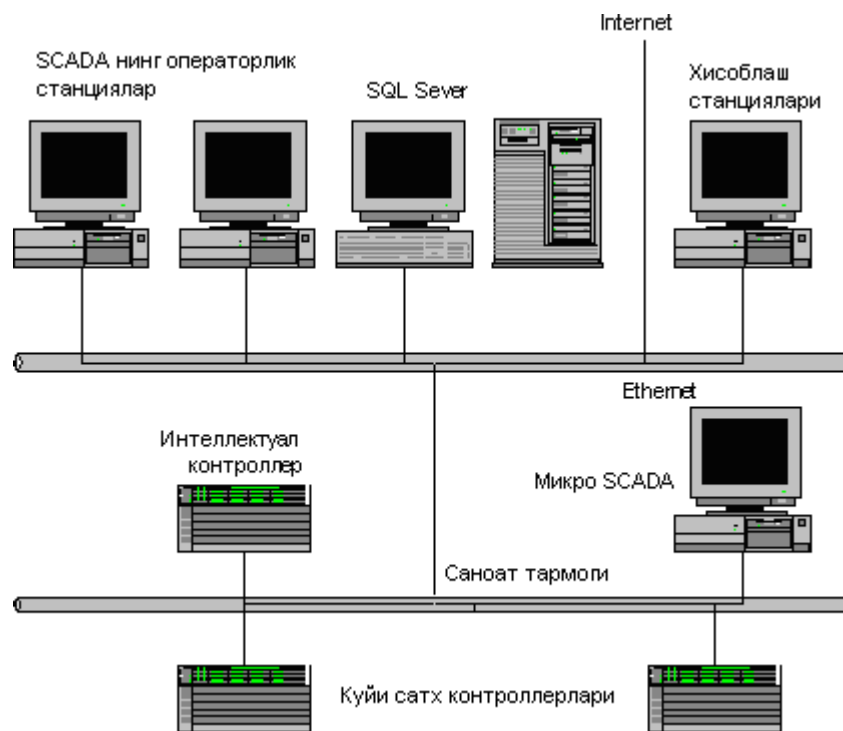 Internet
SCADA нинг операторлик
станциялар
SQL Sever
Хисоблаш
станциялари
Ethernet
Интеллектуал
контроллер
Микро SCADA
Саноат тармоги
Куйи сатх контроллерлари